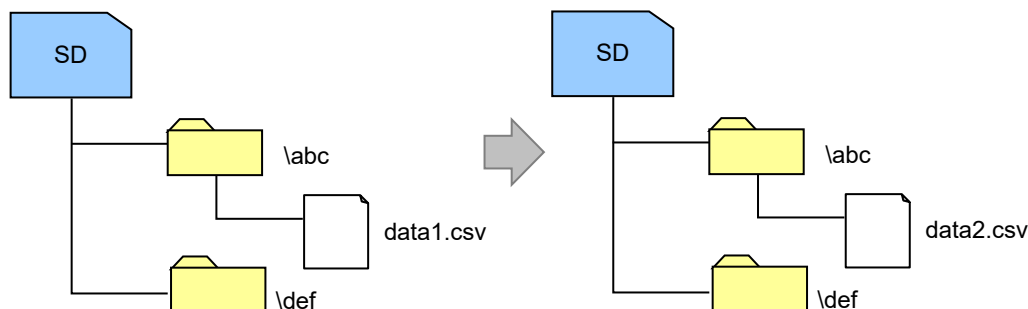 SD
\abc
data1.csv
\def
SD
\abc
data2.csv
\def